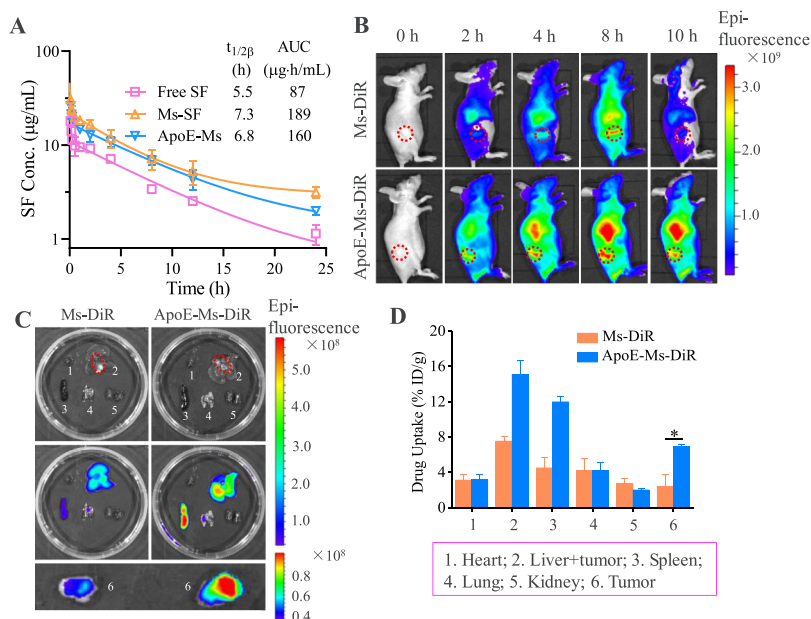 A
t1/2β AUC
(h) (μg·h/mL)
Free SF 5.5 87
Ms-SF 7.3 189
ApoE-Ms 6.8 160
100
10
1
SF Conc. (μg/mL)
0 5 10 15 20 25
Time (h)
B
0 h 2 h 4 h 8 h 10 h
Epi-
fluorescence
×10⁹
Ms-DiR
ApoE-Ms-DiR
3.0
2.0
1.0
C
Ms-DiR ApoE-Ms-DiR
Epi-
fluorescence
×10⁸
1 2
3 4 5
1 2
3 4 5
5.0
4.0
3.0
2.0
1.0
×10⁸
6 6
0.8
0.6
0.4
D
Ms-DiR
ApoE-Ms-DiR
20
16
12
8
4
0
Drug Uptake (% ID/g)
*
1 2 3 4 5 6
1. Heart; 2. Liver+tumor; 3. Spleen;
4. Lung; 5. Kidney; 6. Tumor